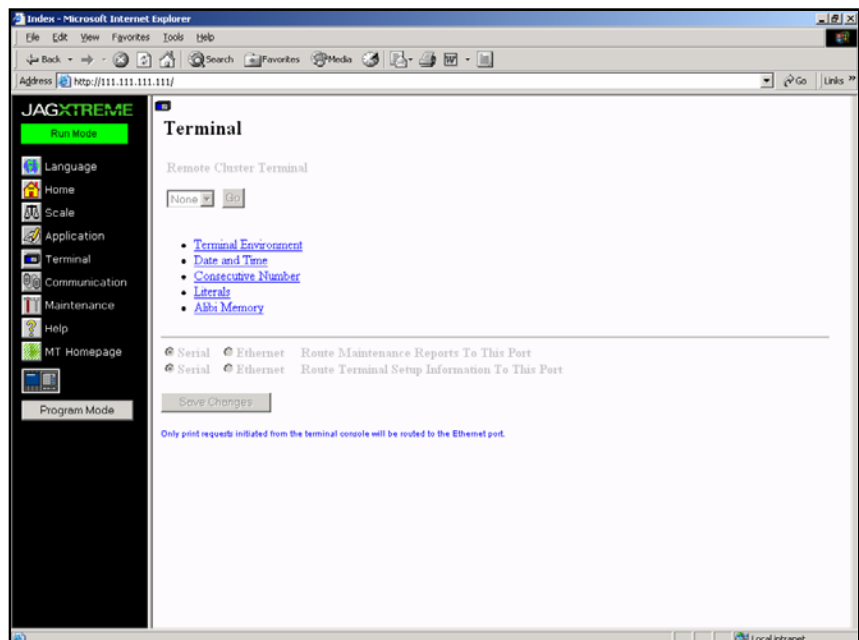 Index - Microsoft Internet Explorer
File Edit View Favorites Tools Help
Back Search Favorites Media
Address http://111.111.111.111/ Go Links »
JAGXTREME
Run Mode
Language
Home
Scale
Application
Terminal
Communication
Maintenance
Help
MT Homepage
Program Mode
Terminal
Remote Cluster Terminal
None Go
Terminal Environment
Date and Time
Consecutive Number
Literals
Alibi Memory
Serial Ethernet Route Maintenance Reports To This Port
Serial Ethernet Route Terminal Setup Information To This Port
Save Changes
Only print requests initiated from the terminal console will be routed to the Ethernet port.
Local intranet